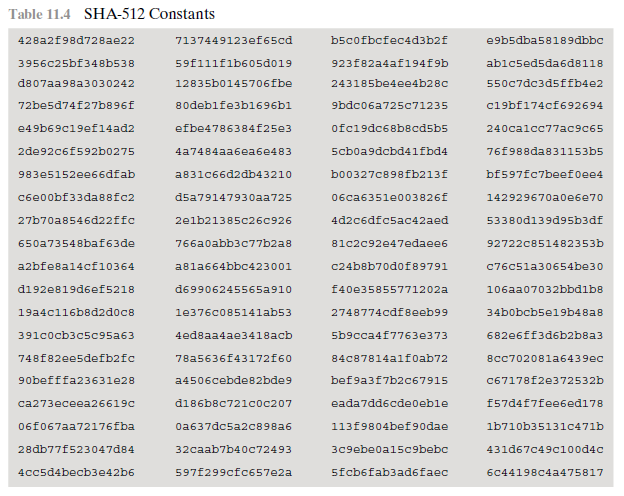 Table 11.4 SHA-512 Constants
428a2f98d728ae22 7137449123ef65cd b5c0fbcfec4d3b2f e9b5dba58189dbbc
3956c25bf348b538 59f111f1b605d019 923f82a4af194f9b ab1c5ed5da6d8118
d807aa98a3030242 12835b0145706fbe 243185be4ee4b28c 550c7dc3d5ffb4e2
72be5d74f27b896f 80deb1fe3b1696b1 9bdc06a725c71235 c19bf174cf692694
e49b69c19ef14ad2 efbe4786384f25e3 0fc19dc68b8cd5b5 240ca1cc77ac9c65
2de92c6f592b0275 4a7484aa6ea6e483 5cb0a9dcbd41fbd4 76f988da831153b5
983e5152ee66dfab a831c66d2db43210 b00327c898fb213f bf597fc7beef0ee4
c6e00bf33da88fc2 d5a79147930aa725 06ca6351e003826f 142929670a0e6e70
27b70a8546d22ffc 2e1b21385c26c926 4d2c6dfc5ac42aed 53380d139d95b3df
650a73548baf63de 766a0abb3c77b2a8 81c2c92e47edaee6 92722c851482353b
a2bfe8a14cf10364 a81a664bbc423001 c24b8b70d0f89791 c76c51a30654be30
d192e819d6ef5218 d69906245565a910 f40e35855771202a 106aa07032bbd1b8
19a4c116b8d2d0c8 1e376c085141ab53 2748774cdf8eeb99 34b0bcb5e19b48a8
391c0cb3c5c95a63 4ed8aa4ae3418acb 5b9cca4f7763e373 682e6ff3d6b2b8a3
748f82ee5defb2fc 78a5636f43172f60 84c87814a1f0ab72 8cc702081a6439ec
90befffa23631e28 a4506cebde82bde9 bef9a3f7b2c67915 c67178f2e372532b
ca273eceea26619c d186b8c721c0c207 eada7dd6cde0eb1e f57d4f7fee6ed178
06f067aa72176fba 0a637dc5a2c898a6 113f9804bef90dae 1b710b35131c471b
28db77f523047d84 32caab7b40c72493 3c9ebe0a15c9bebc 431d67c49c100d4c
4cc5d4becb3e42b6 597f299cfc657e2a 5fcb6fab3ad6faec 6c44198c4a475817